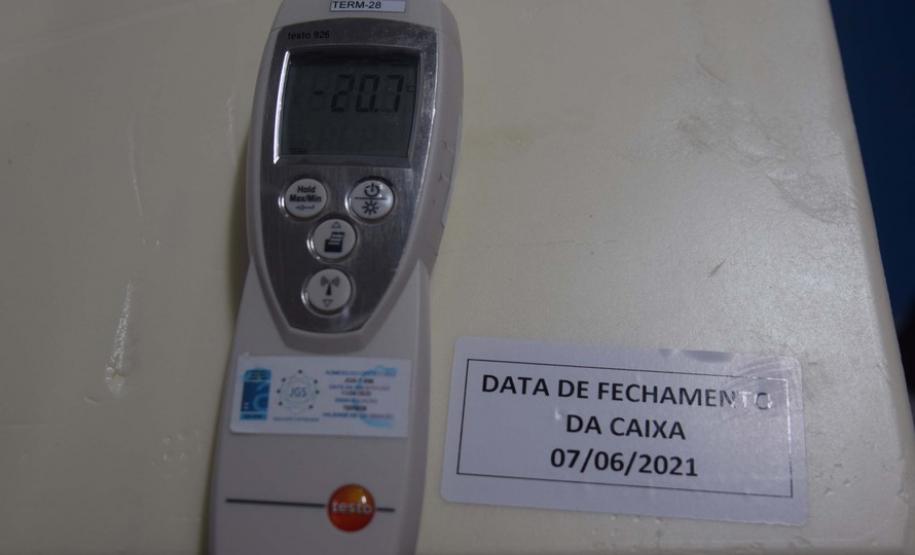 TERM-28
testo 926
-20.7
Hold
Max/Min
JGS
testo
DATA DE FECHAMENTO
DA CAIXA
07/06/2021